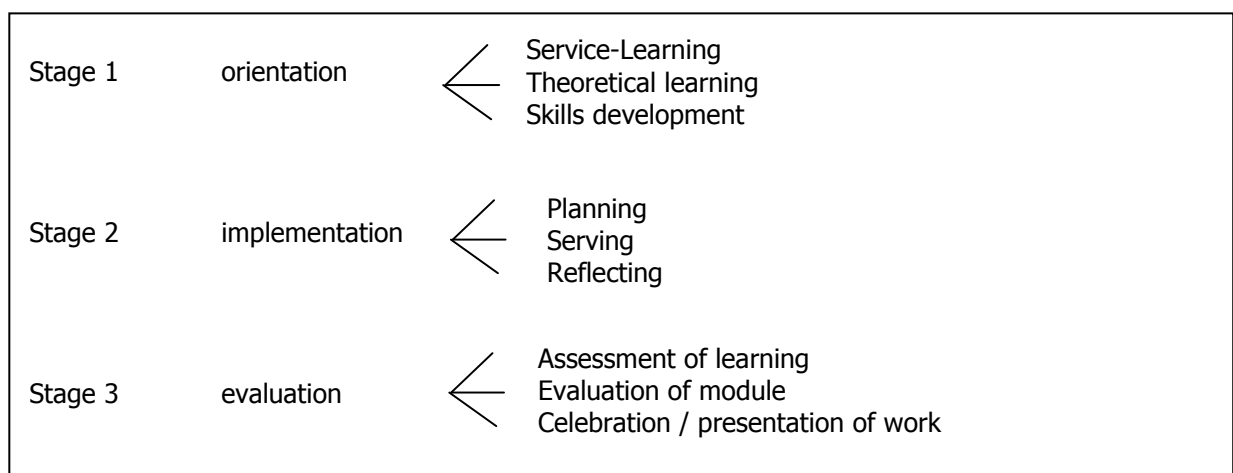 Service-Learning
Stage 1 orientation Theoretical learning
Skills development
Planning
Stage 2 implementation Serving
Reflecting
Assessment of learning
Stage 3 evaluation Evaluation of module
Celebration / presentation of work